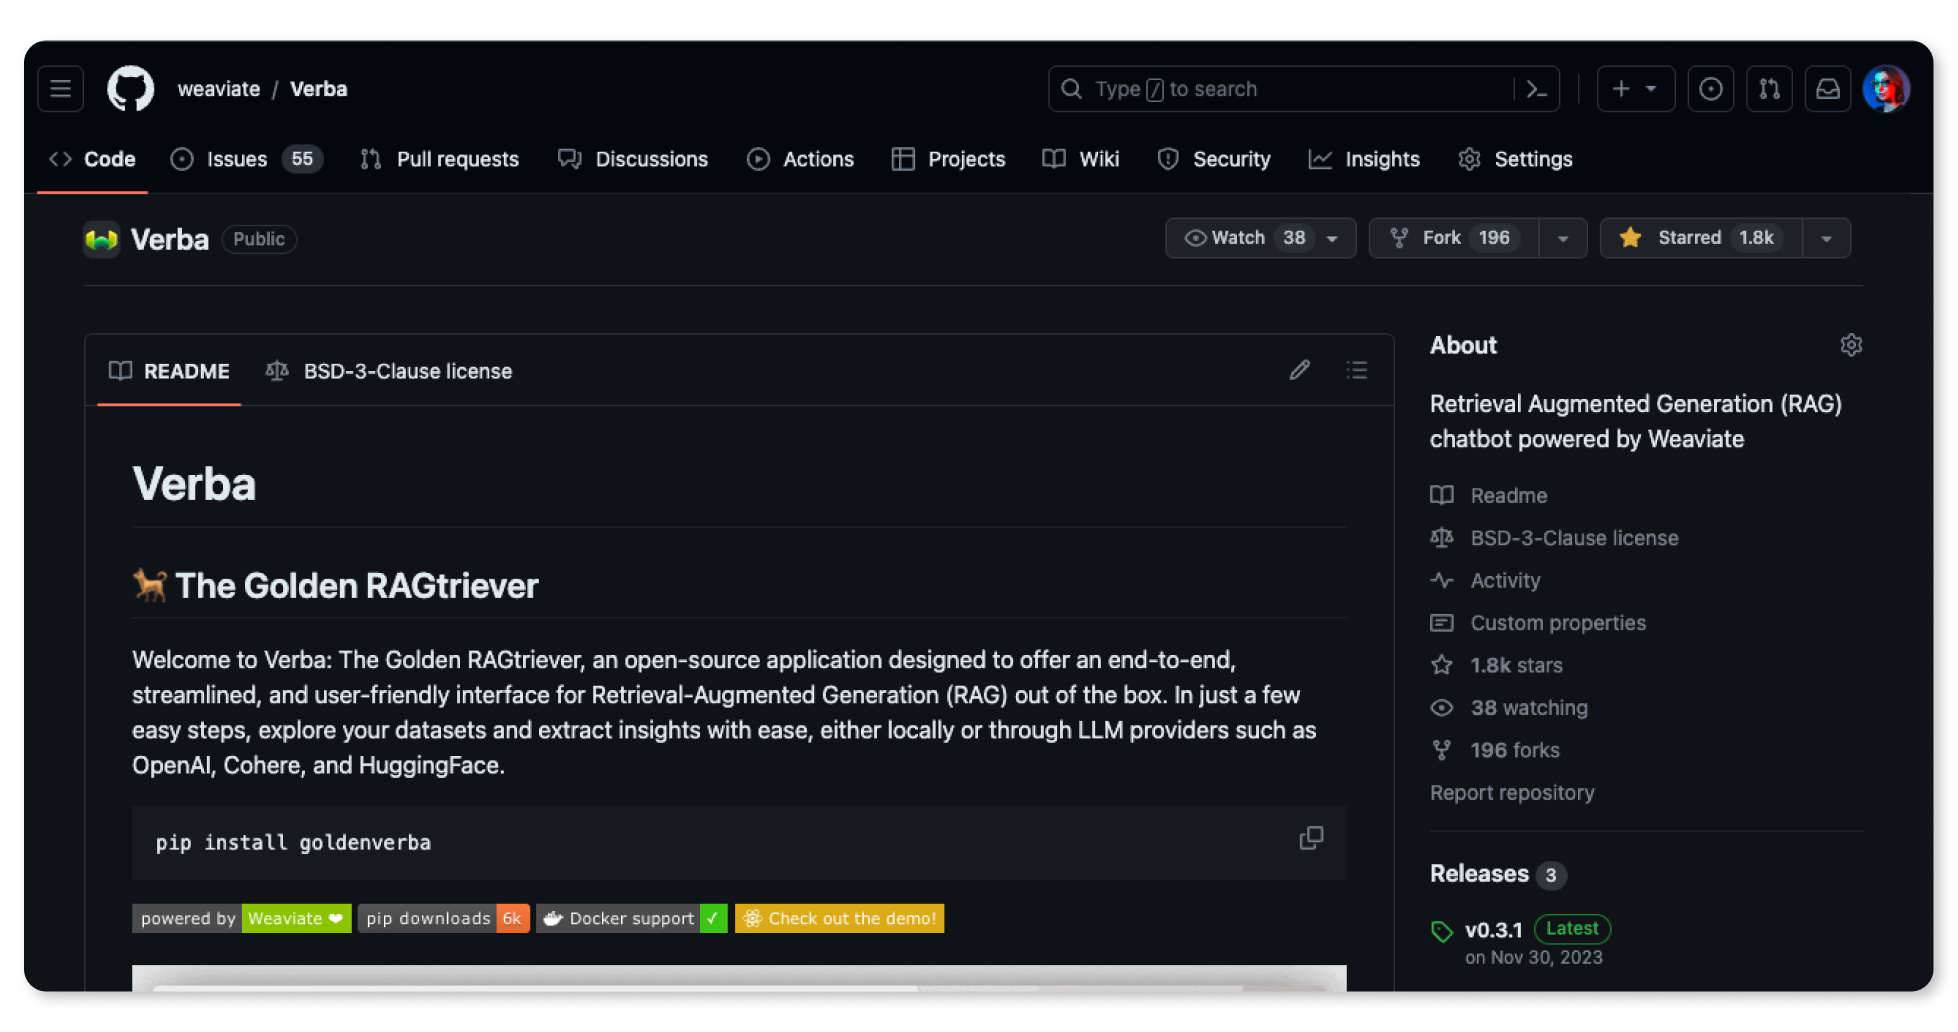 weaviate / Verba
Type / to search
Code
Issues 55
Pull requests
Discussions
Actions
Projects
Wiki
Security
Insights
Settings
Verba Public
Watch 38
Fork 196
Starred 1.8k
README
BSD-3-Clause license
Verba
The Golden RAGtriever
Welcome to Verba: The Golden RAGtriever, an open-source application designed to offer an end-to-end,
streamlined, and user-friendly interface for Retrieval-Augmented Generation (RAG) out of the box. In just a few
easy steps, explore your datasets and extract insights with ease, either locally or through LLM providers such as
OpenAI, Cohere, and HuggingFace.
pip install goldenverba
powered by Weaviate ❤
pip downloads 6k
Docker support ✓
Check out the demo!
About
Retrieval Augmented Generation (RAG)
chatbot powered by Weaviate
Readme
BSD-3-Clause license
Activity
Custom properties
1.8k stars
38 watching
196 forks
Report repository
Releases 3
v0.3.1 Latest
on Nov 30, 2023